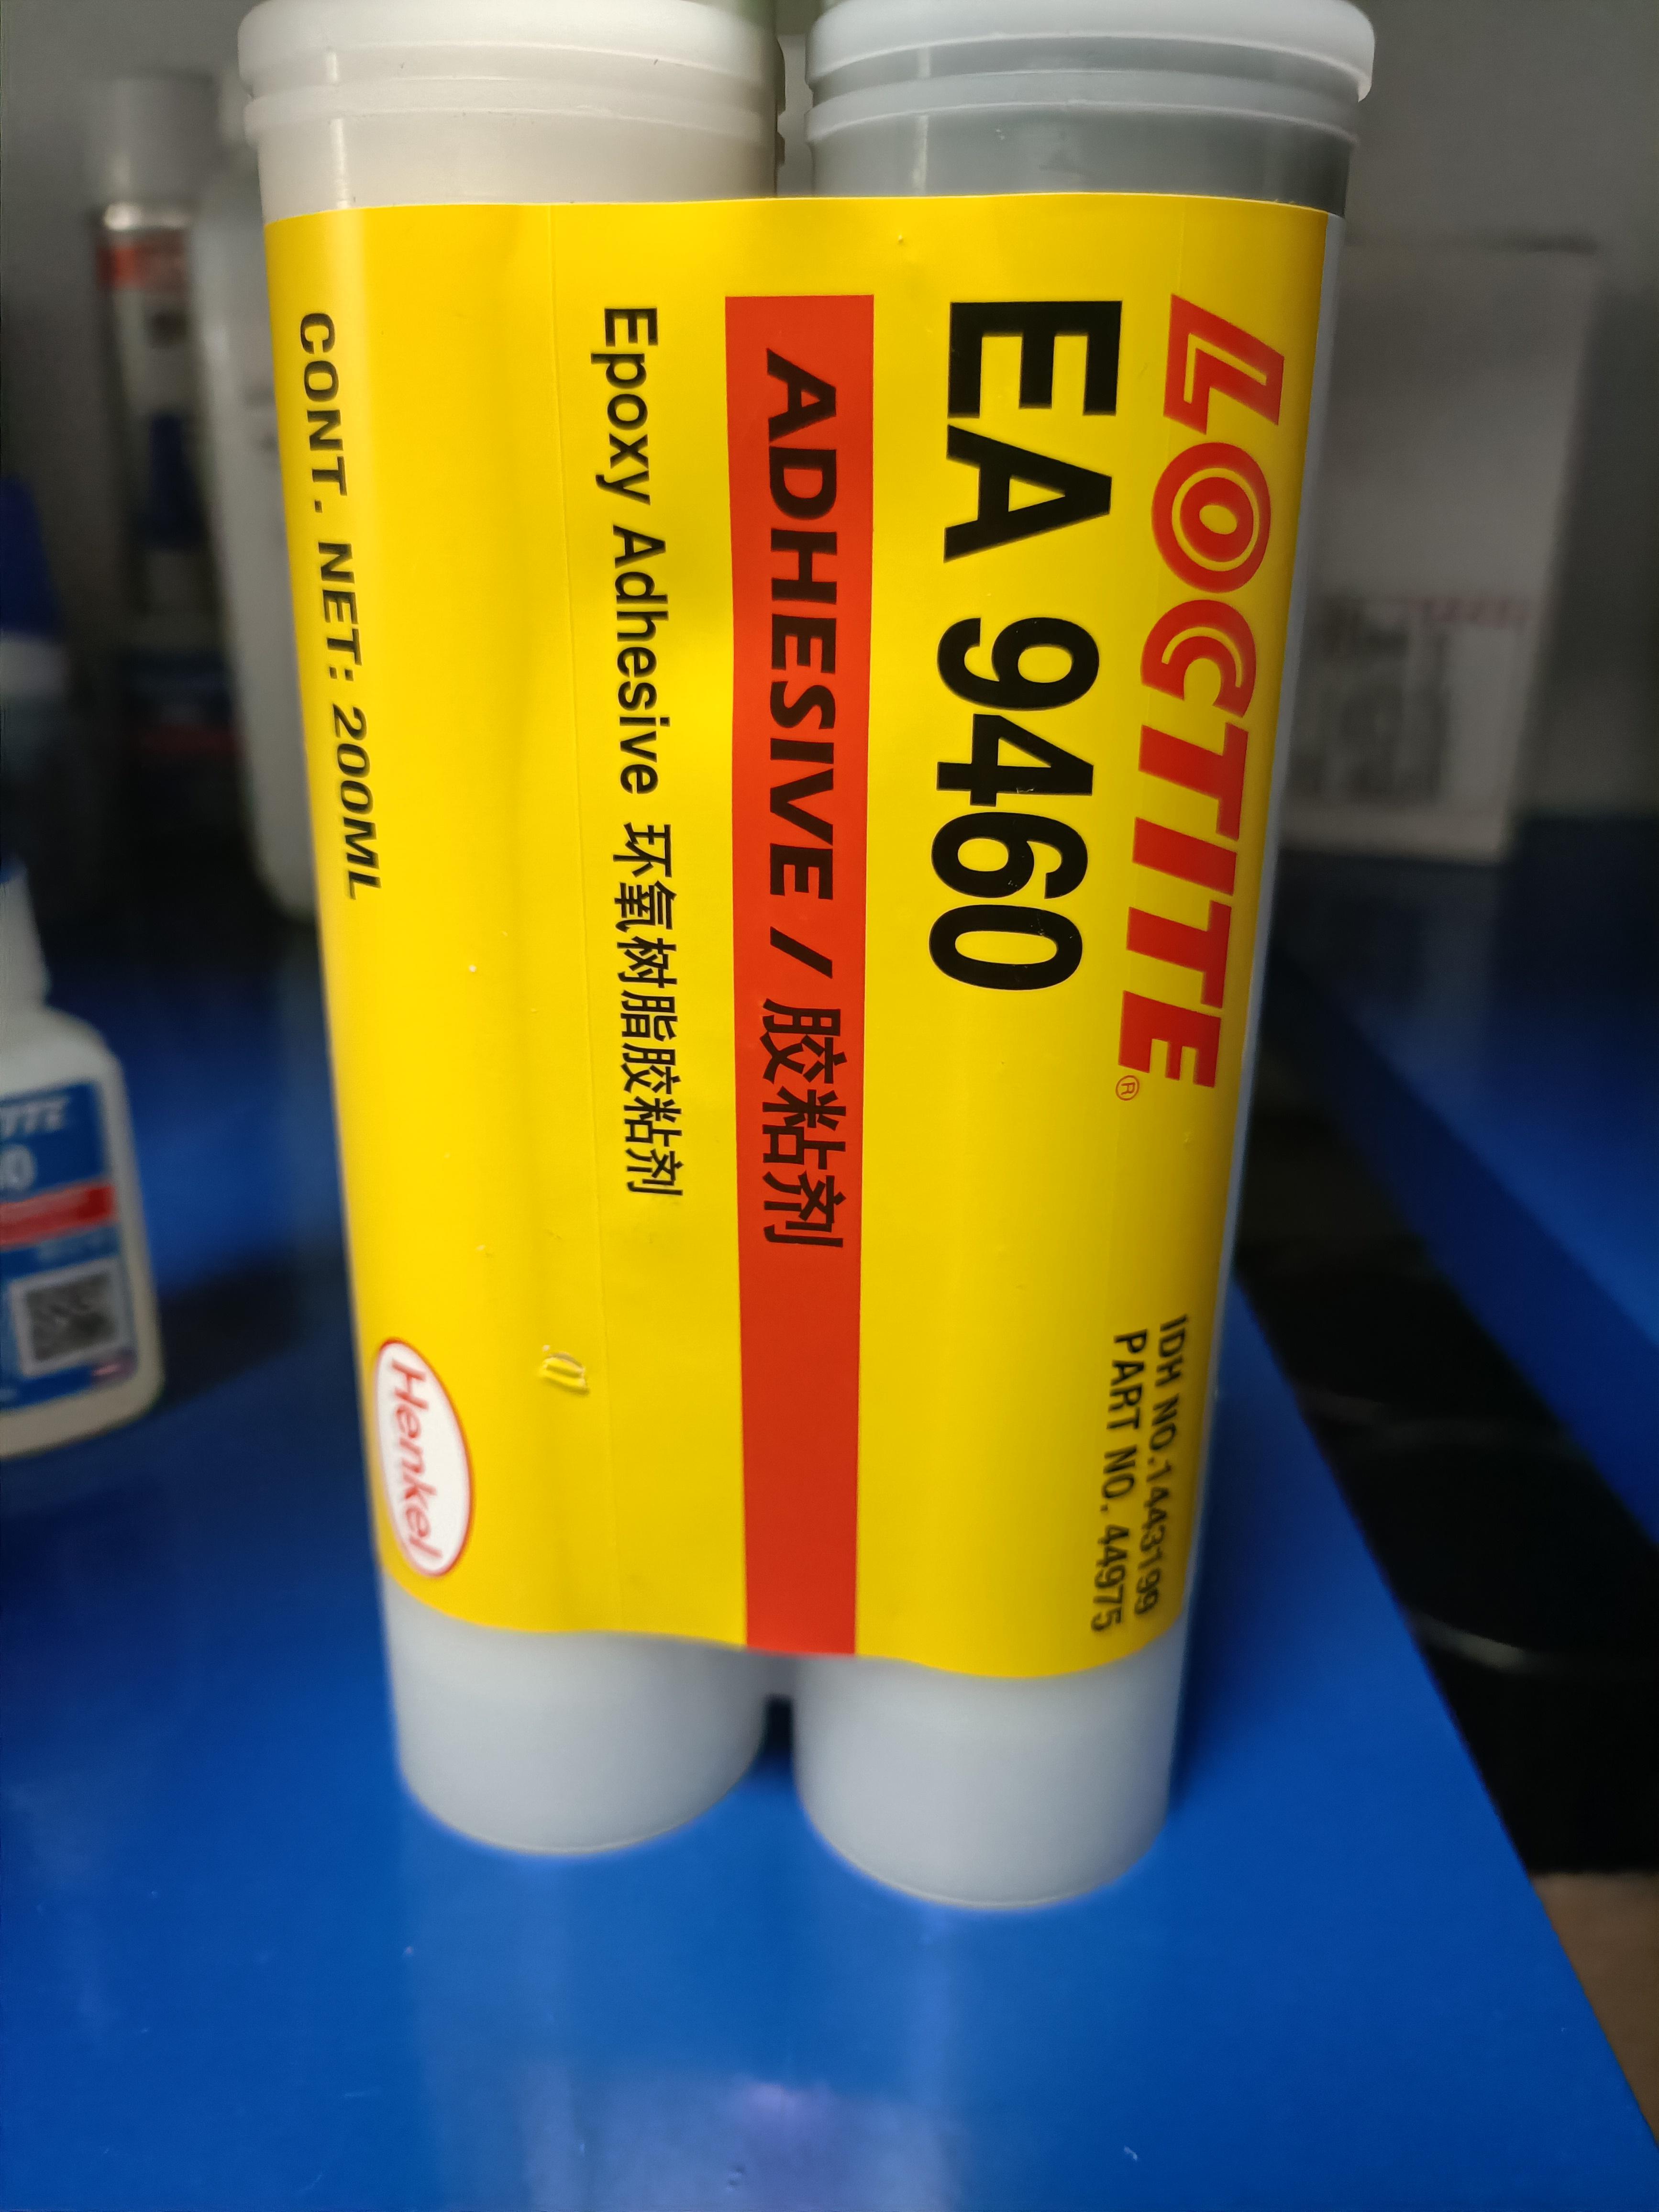 LOCTITE®
EA 9460
IDH NO.1443199
PART NO. 44975
ADHESIVE / 胶粘剂
Epoxy Adhesive 环氧树脂胶粘剂
CONT. NET: 200ML
Henkel